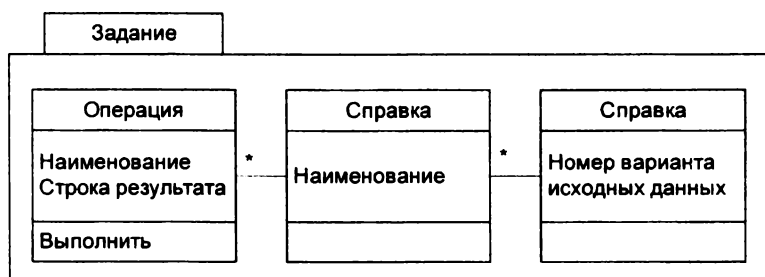 Задание
Операция
Наименование
Строка результата
Выполнить
*
Справка
Наименование
*
Справка
Номер варианта
исходных данных